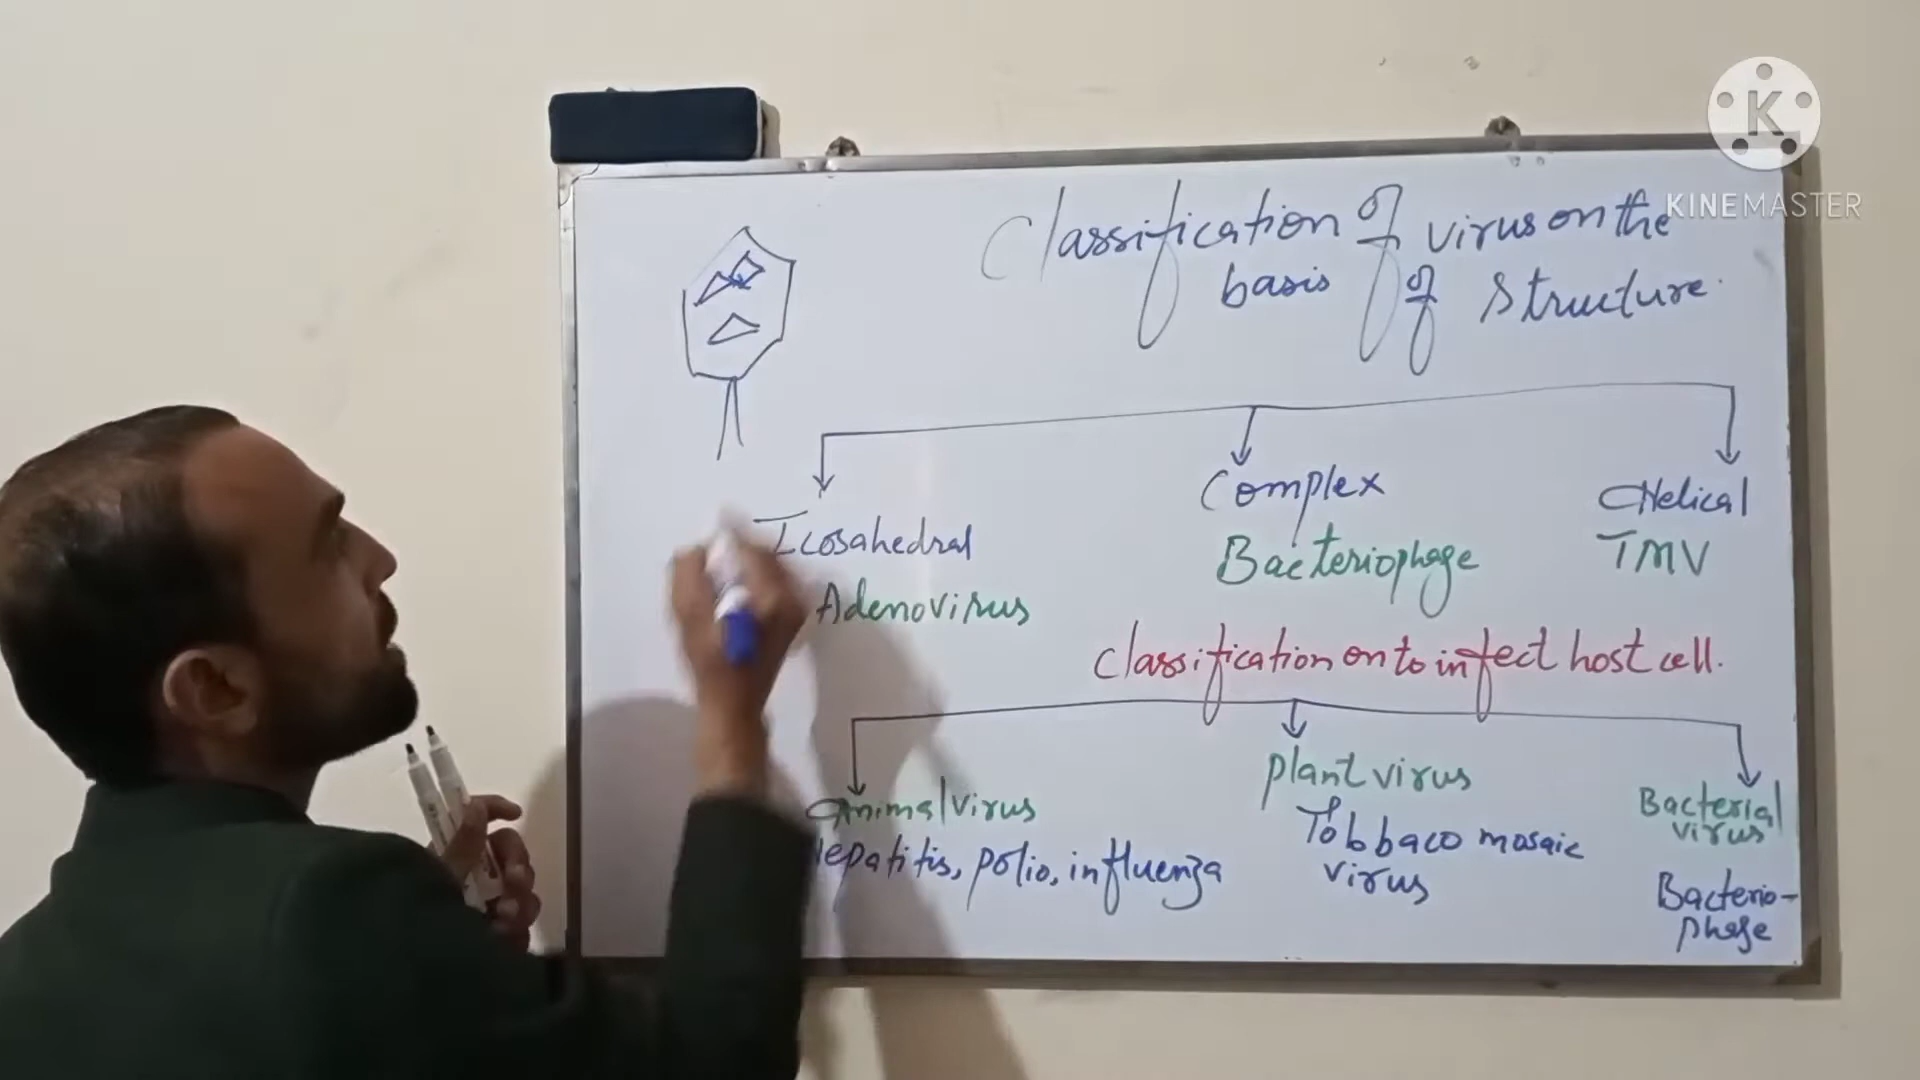 K
KINEMASTER
Classification of virus on the
basis of Structure.
Icosahedral
Adenovirus
Complex
Bacteriophage
Helical
TMV
Classification on to infect host cell.
Animal virus
Hepatitis, polio, influenza
plant virus
Tobbaco mosaic
virus
Bacterial
virus
Bacterio-
phage